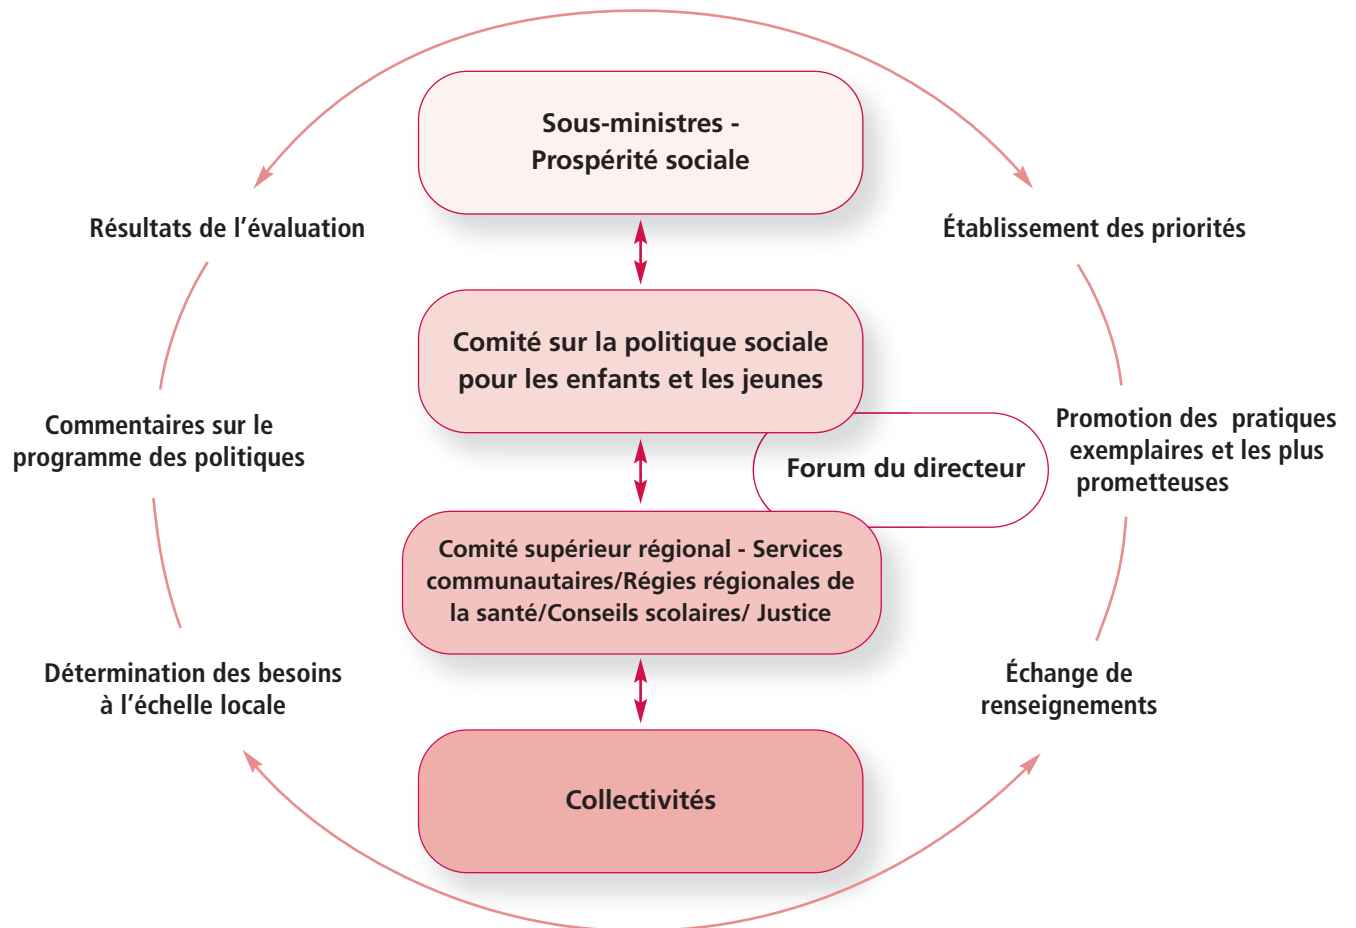 Sous-ministres -
Prospérité sociale
Résultats de l'évaluation
Établissement des priorités
Comité sur la politique sociale
pour les enfants et les jeunes
Commentaires sur le
programme des politiques
Forum du directeur
Promotion des pratiques
exemplaires et les plus
prometteuses
Comité supérieur régional - Services
communautaires/Régies régionales de
la santé/Conseils scolaires/ Justice
Détermination des besoins
à l'échelle locale
Échange de
renseignements
Collectivités